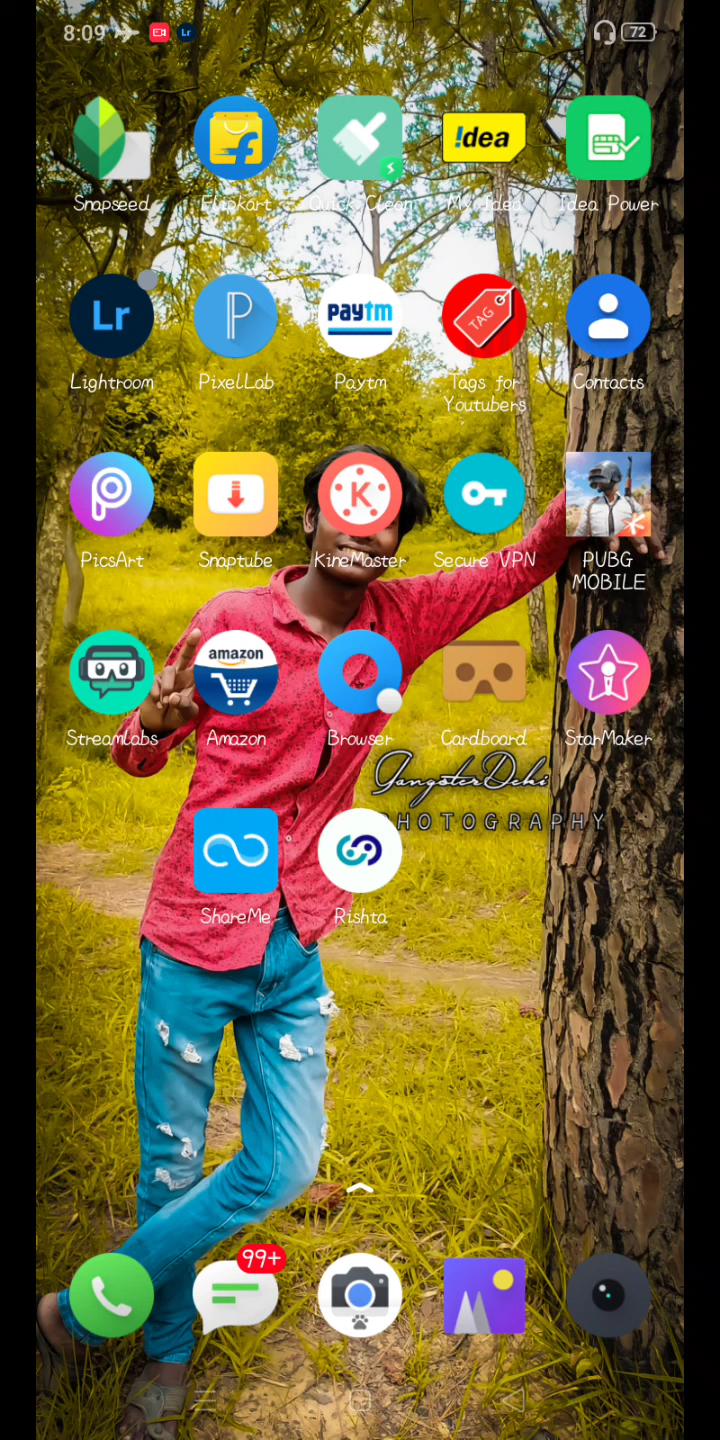 8:09
Lr
72
!dea
Snapseed
Flipkart
Quick Clean
My Idea
Idea Power
Lr
P
paytm
TAG
Lightroom
PixelLab
Paytm
Tags for
Youtubers
Contacts
K
PicsArt
Snaptube
KineMaster
Secure VPN
PUBG
MOBILE
amazon
Streamlabs
Amazon
Browser
Cardboard
StarMaker
GangsterDehi
PHOTOGRAPHY
ShareMe
Rishta
99+